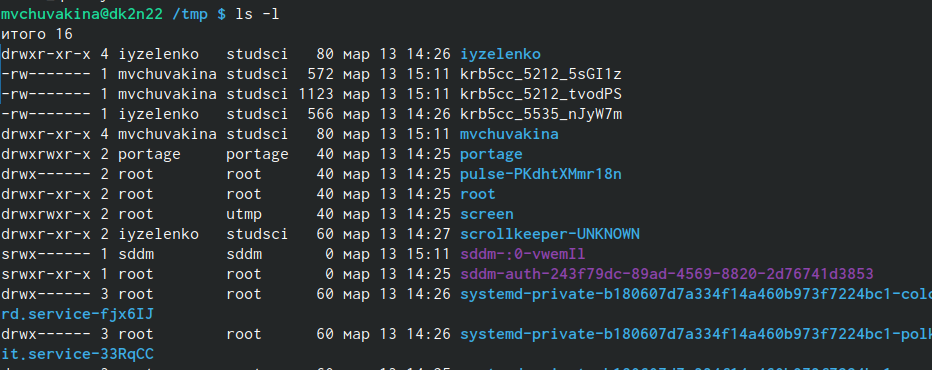 mvchuvakina@dk2n22 /tmp $ ls -l
итого 16
drwxr-xr-x 4 iyzelenko studsci 80 мар 13 14:26 iyzelenko
-rw------- 1 mvchuvakina studsci 572 мар 13 15:11 krb5cc_5212_5sGI1z
-rw------- 1 mvchuvakina studsci 1123 мар 13 15:11 krb5cc_5212_tvodPS
-rw------- 1 iyzelenko studsci 566 мар 13 14:26 krb5cc_5535_nJyW7m
drwxr-xr-x 4 mvchuvakina studsci 80 мар 13 15:11 mvchuvakina
drwxrwxr-x 2 portage portage 40 мар 13 14:25 portage
drwx------ 2 root root 40 мар 13 14:25 pulse-PKdhtXMmr18n
drwxr-xr-x 2 root root 40 мар 13 14:25 root
drwxrwxr-x 2 root utmp 40 мар 13 14:25 screen
drwxr-xr-x 2 iyzelenko studsci 60 мар 13 14:27 scrollkeeper-UNKNOWN
srwx------ 1 sddm sddm 0 мар 13 15:11 sddm-:0-vwemIl
srwxr-xr-x 1 root root 0 мар 13 14:25 sddm-auth-243f79dc-89ad-4569-8820-2d76741d3853
drwx------ 3 root root 60 мар 13 14:26 systemd-private-b180607d7a334f14a460b973f7224bc1-colo
rd.service-fjx6IJ
drwx------ 3 root root 60 мар 13 14:26 systemd-private-b180607d7a334f14a460b973f7224bc1-polk
it.service-33RqCC